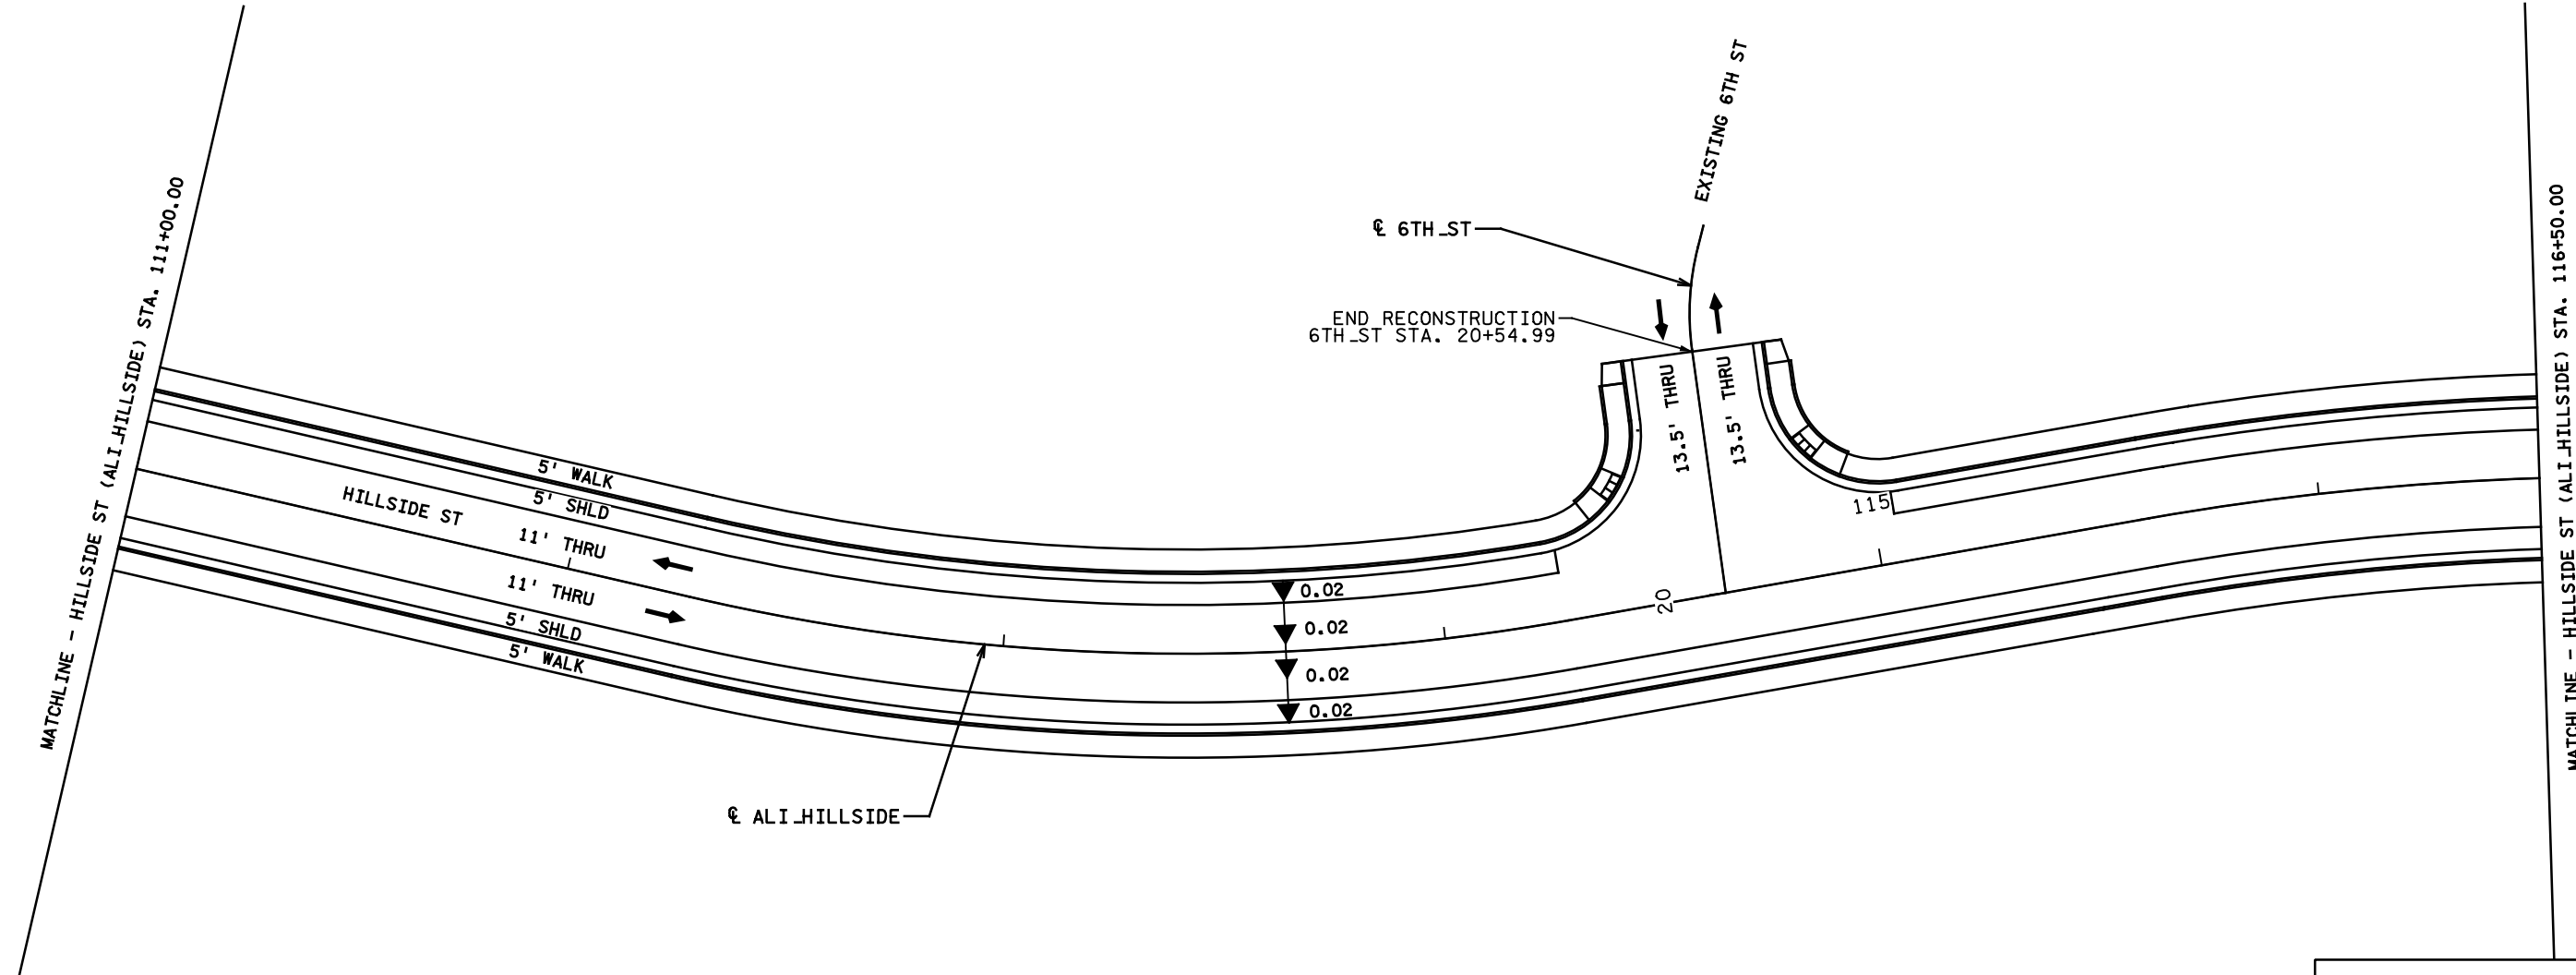 MATCHLINE - HILLSIDE ST (ALI_HILLSIDE) STA. 111+00.00
EXISTING 6TH ST
℄ 6TH_ST
END RECONSTRUCTION
6TH_ST STA. 20+54.99
13.5' THRU
13.5' THRU
5' WALK
5' SHLD
HILLSIDE ST
11' THRU
11' THRU
5' SHLD
5' WALK
0.02
0.02
0.02
0.02
20
115
℄ ALI_HILLSIDE
MATCHLINE - HILLSIDE ST (ALI_HILLSIDE) STA. 116+50.00